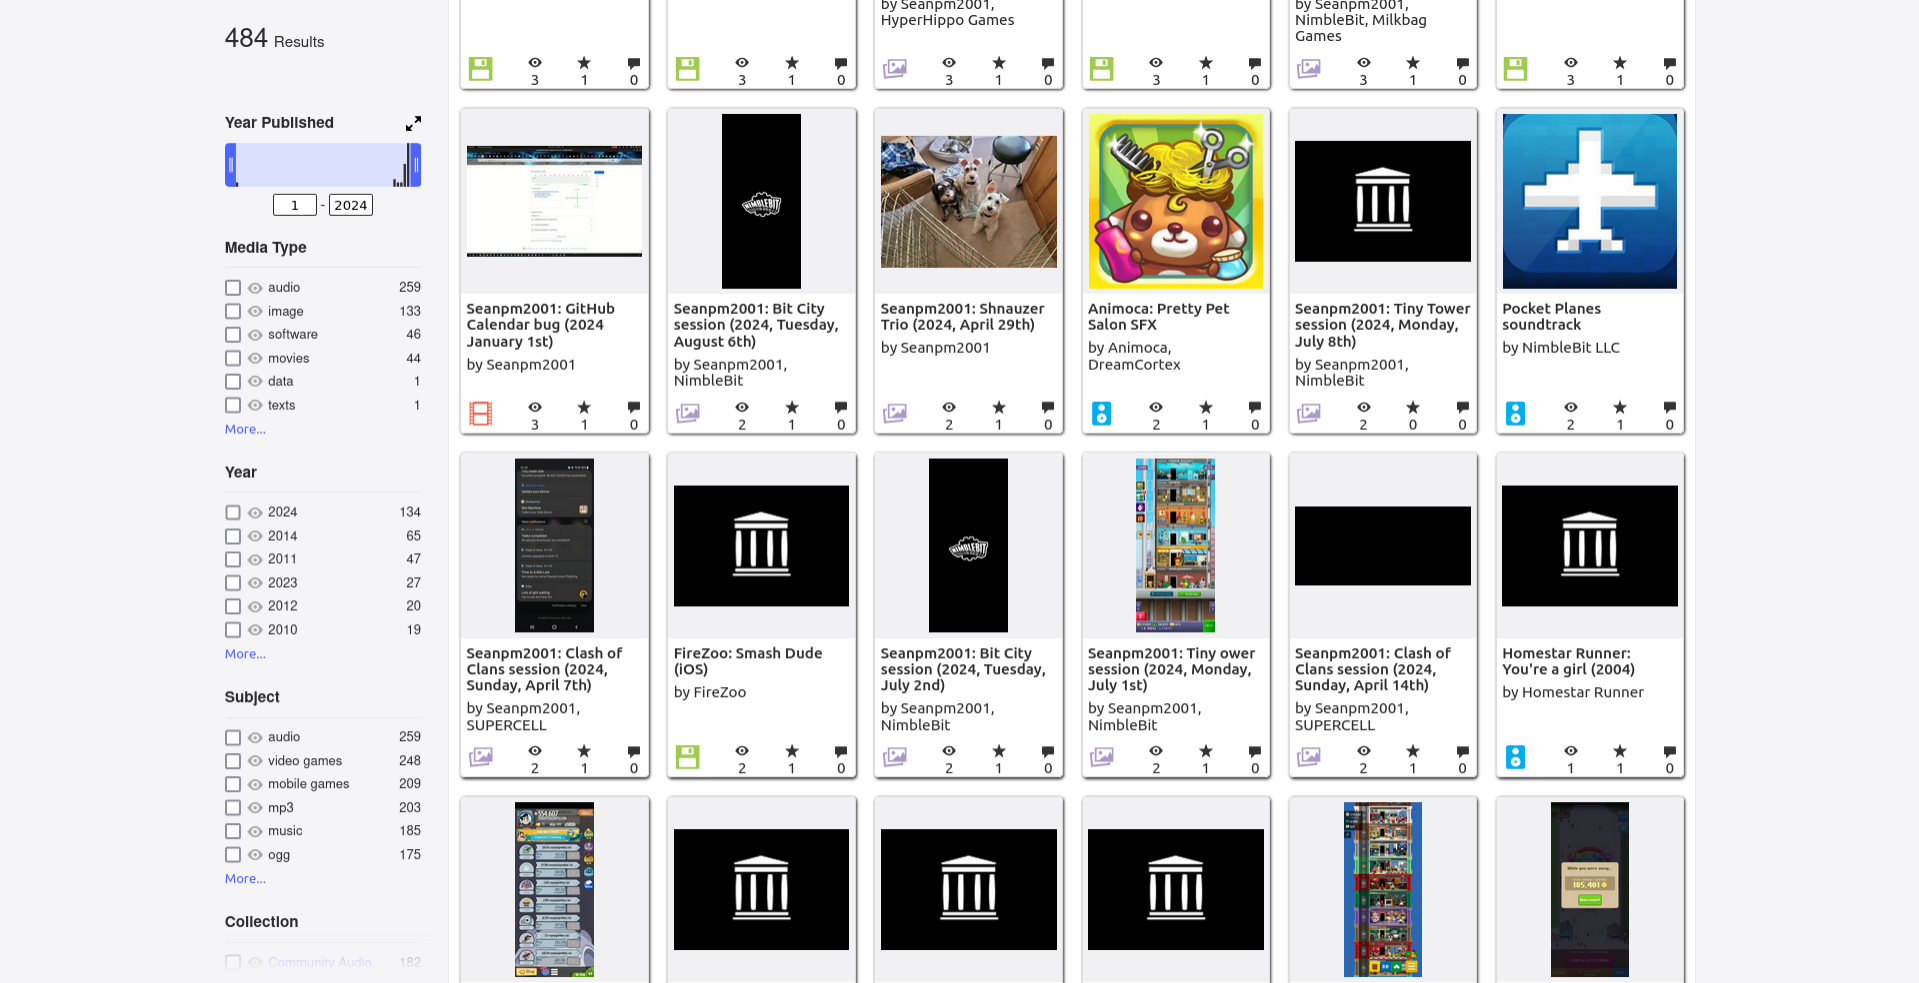 484 Results
Year Published
1 - 2024
Media Type
audio 259
image 133
software 46
movies 44
data 1
texts 1
More...
Year
2024 134
2014 65
2011 47
2023 27
2012 20
2010 19
More...
Subject
audio 259
video games 248
mobile games 209
mp3 203
music 185
ogg 175
More...
Collection
Community Audio 182
by Seanpm2001,
HyperHippo Games
by Seanpm2001,
NimbleBit, Milkbag
Games
3 1 0
3 1 0
3 1 0
3 1 0
3 1 0
3 1 0
Seanpm2001: GitHub
Calendar bug (2024
January 1st)
by Seanpm2001
3 1 0
NIMBLEBIT
Seanpm2001: Bit City
session (2024, Tuesday,
August 6th)
by Seanpm2001,
NimbleBit
2 1 0
Seanpm2001: Shnauzer
Trio (2024, April 29th)
by Seanpm2001
2 1 0
Animoca: Pretty Pet
Salon SFX
by Animoca,
DreamCortex
2 1 0
Seanpm2001: Tiny Tower
session (2024, Monday,
July 8th)
by Seanpm2001,
NimbleBit
2 0 0
Pocket Planes
soundtrack
by NimbleBit LLC
2 1 0
Seanpm2001: Clash of
Clans session (2024,
Sunday, April 7th)
by Seanpm2001,
SUPERCELL
2 1 0
FireZoo: Smash Dude
(iOS)
by FireZoo
2 1 0
NIMBLEBIT
Seanpm2001: Bit City
session (2024, Tuesday,
July 2nd)
by Seanpm2001,
NimbleBit
2 1 0
Seanpm2001: Tiny ower
session (2024, Monday,
July 1st)
by Seanpm2001,
NimbleBit
2 1 0
Seanpm2001: Clash of
Clans session (2024,
Sunday, April 14th)
by Seanpm2001,
SUPERCELL
2 1 0
Homestar Runner:
You're a girl (2004)
by Homestar Runner
1 1 0
554.607
While you were away...
185,401